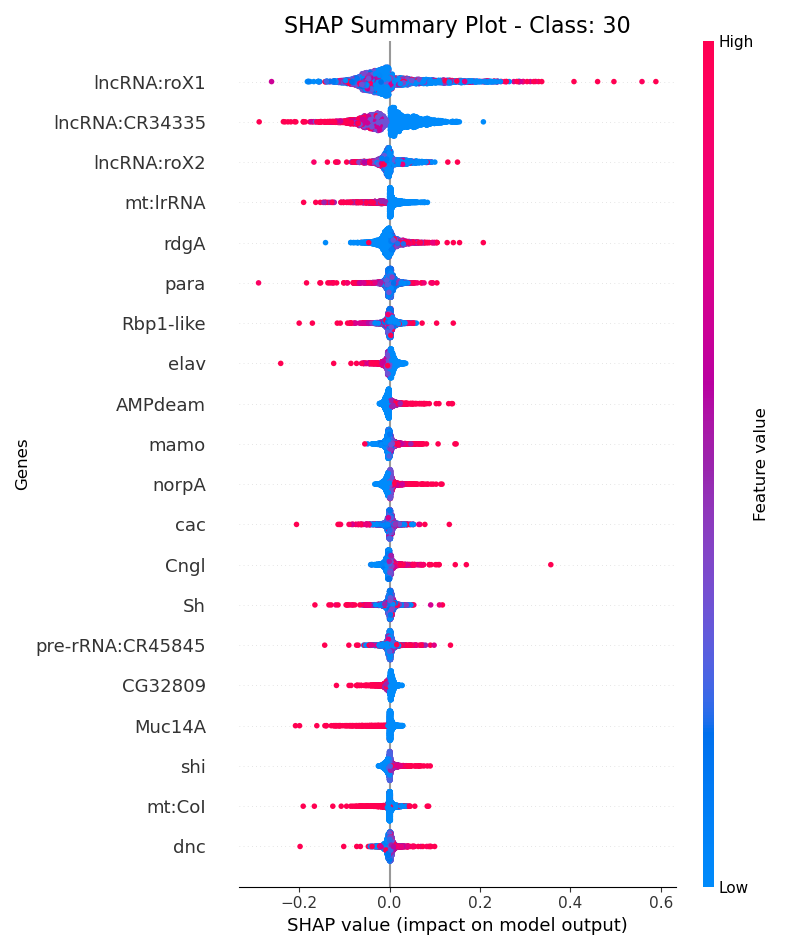 SHAP Summary Plot - Class: 30
High
lncRNA:roX1
lncRNA:CR34335
lncRNA:roX2
mt:lrRNA
rdgA
para
Rbp1-like
elav
AMPdeam
mamo
norpA
cac
Cngl
Sh
pre-rRNA:CR45845
CG32809
Muc14A
shi
mt:CoI
dnc
Genes
Feature value
Low
−0.2 0.0 0.2 0.4 0.6
SHAP value (impact on model output)